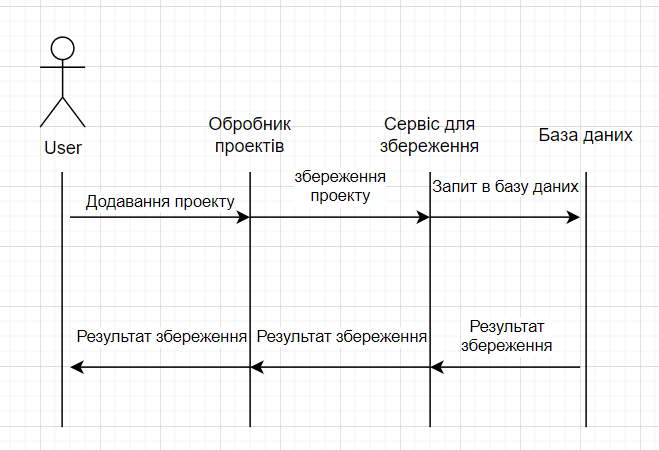 User
Обробник
проектів
Сервіс для
збереження
База даних
Додавання проекту
збереження
проекту
Запит в базу даних
Результат збереження
Результат збереження
Результат
збереження